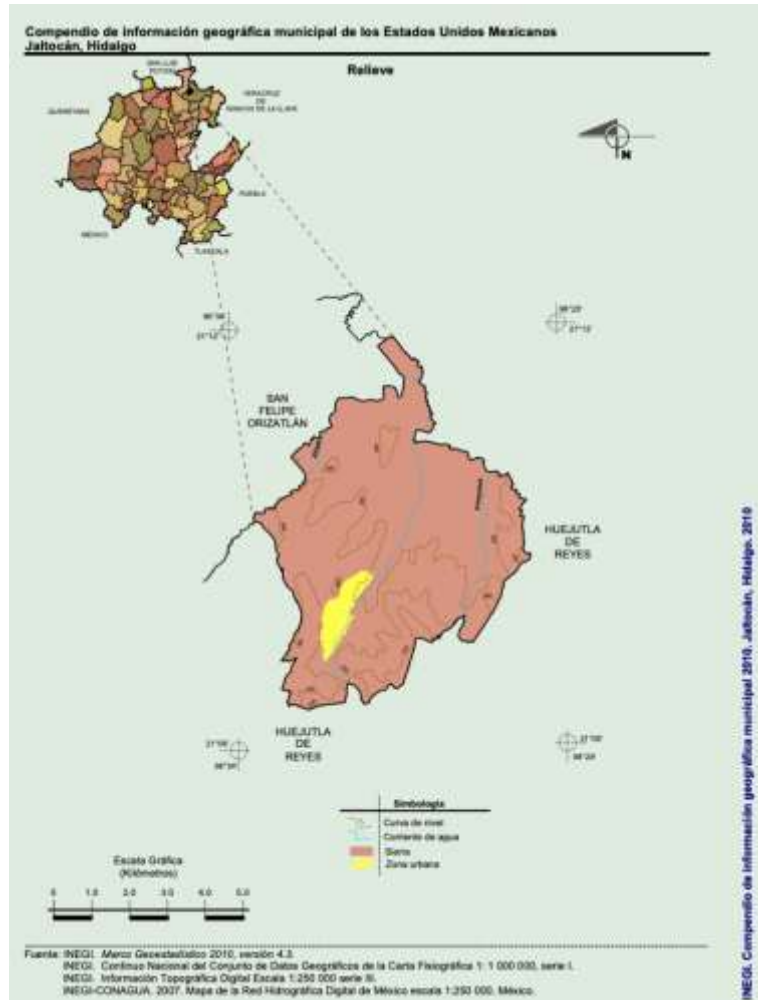 Compendio de información geográfica municipal de los Estados Unidos Mexicanos
Jaltocán, Hidalgo
Relieve
SAN LUIS
POTOSÍ
VERACRUZ
DE
IGNACIO DE LA LLAVE
QUERÉTARO
PUEBLA
MÉXICO
TLAXCALA
N
SAN
FELIPE
ORIZATLÁN
HUEJUTLA
DE
REYES
HUEJUTLA
DE
REYES
Simbología
Curva de nivel
Corriente de agua
Sierra
Zona urbana
Escala Gráfica
(Kilómetros)
0 1.0 2.0 3.0 4.0 5.0
Fuente: INEGI. Marco Geoestadístico 2010, versión 4.3.
INEGI. Continuo Nacional del Conjunto de Datos Geográficos de la Carta Fisiográfica 1: 1 000 000, serie I.
INEGI. Información Topográfica Digital Escala 1:250 000 serie III.
INEGI-CONAGUA. 2007. Mapa de la Red Hidrográfica Digital de México escala 1:250 000. México.
INEGI. Compendio de información geográfica municipal 2010. Jaltocán, Hidalgo. 2010